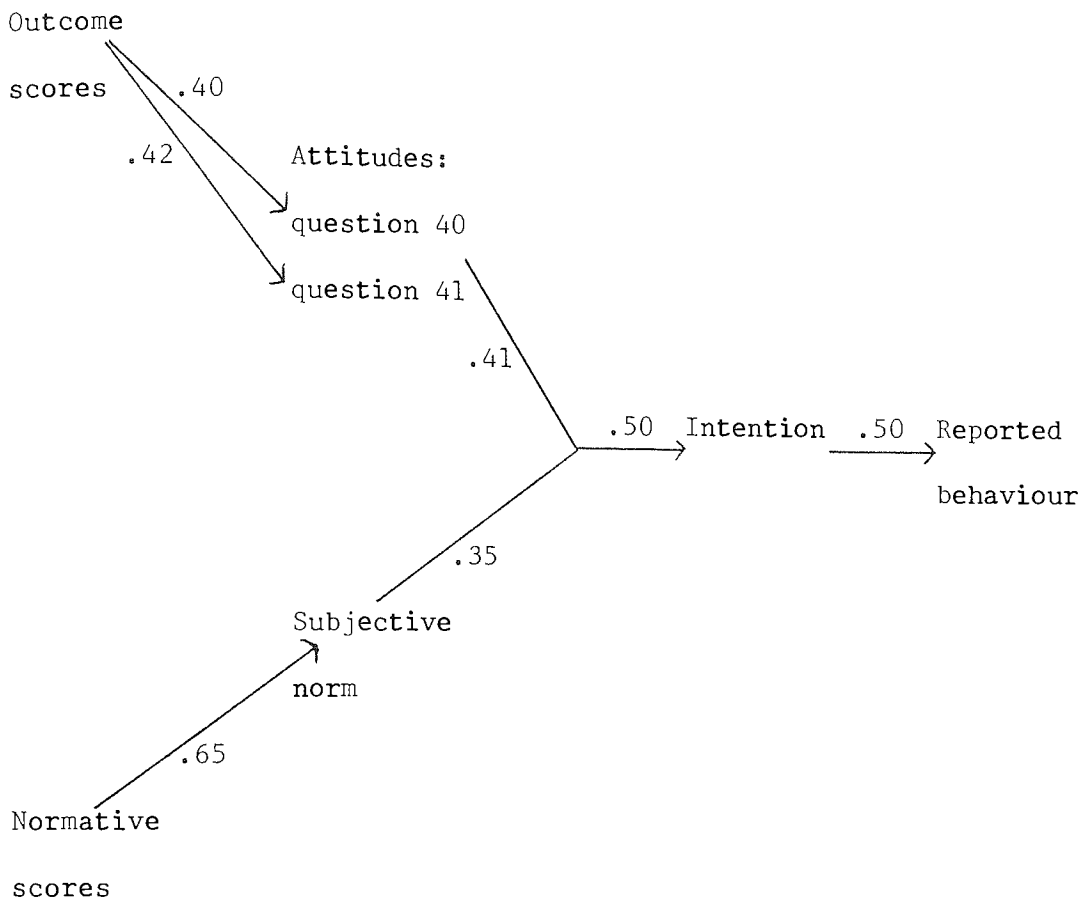 Outcome
scores
.40
.42
Attitudes:
question 40
question 41
.41
.50 Intention .50 Reported
behaviour
.35
Subjective
norm
.65
Normative
scores